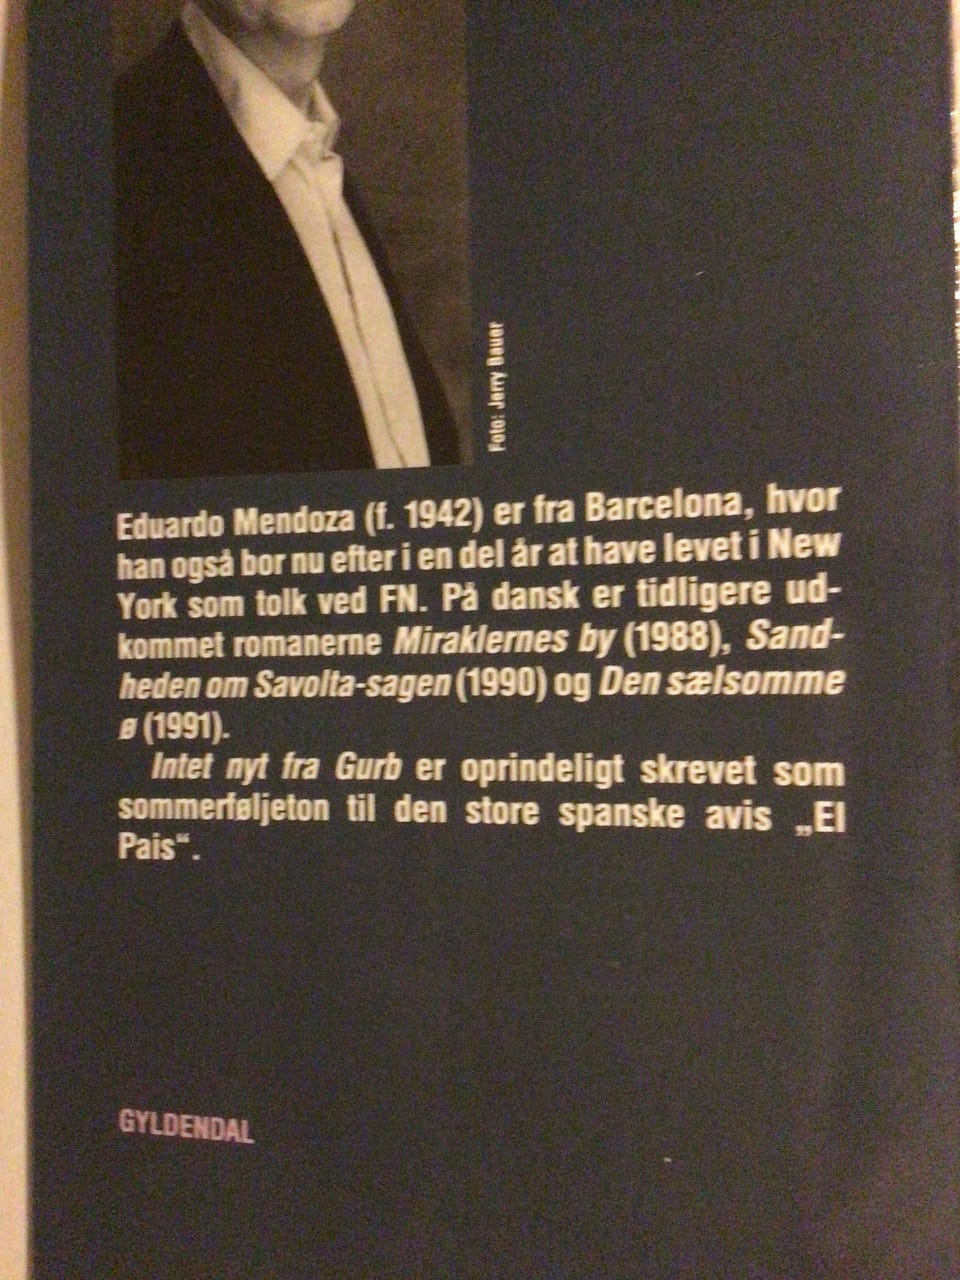 Foto: Jerry Bauer
Eduardo Mendoza (f. 1942) er fra Barcelona, hvor
han også bor nu efter i en del år at have levet i New
York som tolk ved FN. På dansk er tidligere ud-
kommet romanerne Miraklernes by (1988), Sand-
heden om Savolta-sagen (1990) og Den sælsomme
ø (1991).
Intet nyt fra Gurb er oprindeligt skrevet som
sommerføljeton til den store spanske avis „El
Pais“.
GYLDENDAL